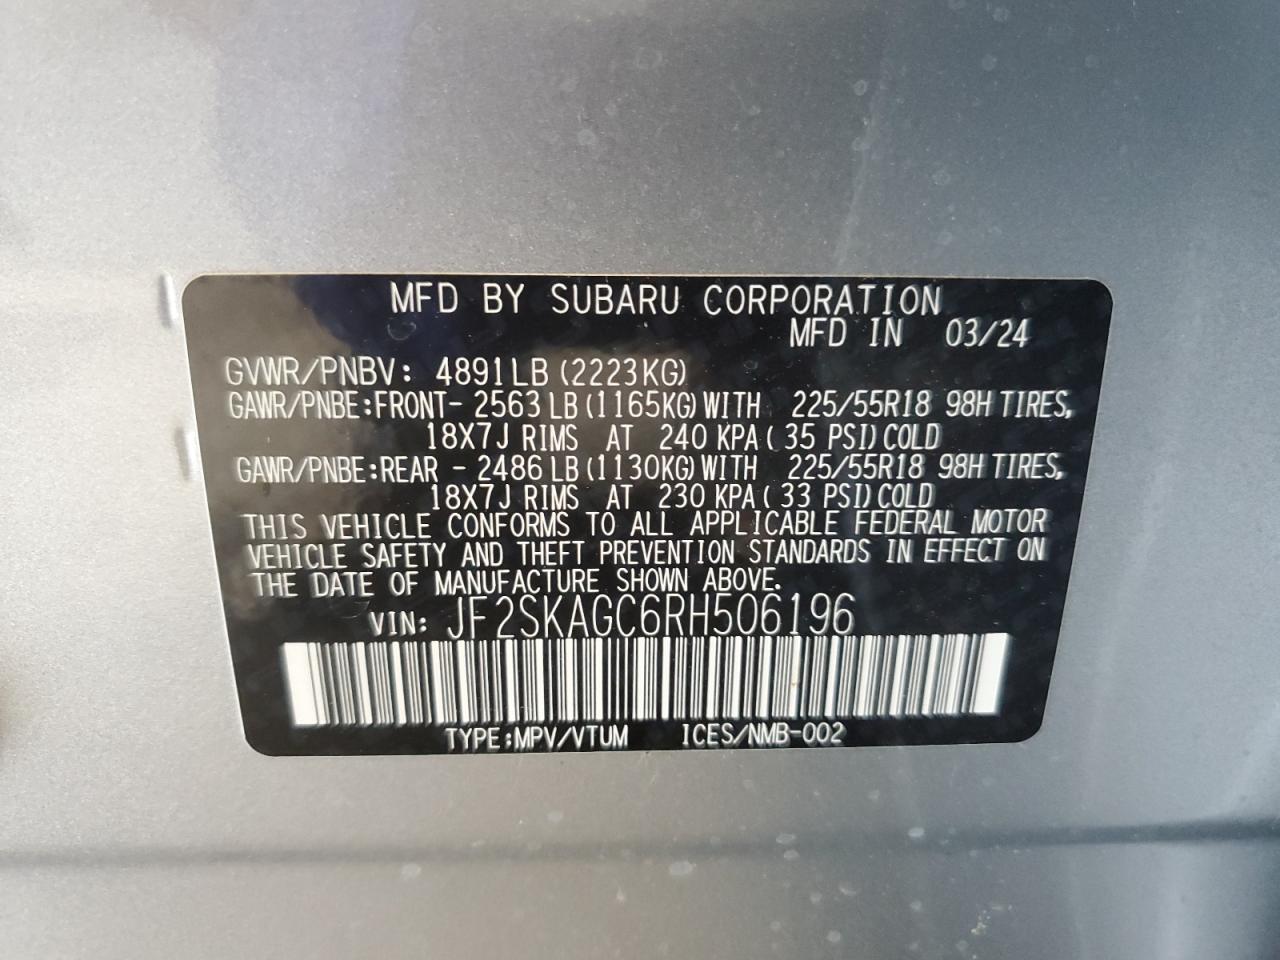 MFD BY SUBARU CORPORATION
MFD IN 03/24
GVWR/PNBV: 4891LB (2223KG)
GAWR/PNBE:FRONT- 2563LB (1165KG) WITH 225/55R18 98H TIRES,
18X7J RIMS AT 240 KPA ( 35 PSI) COLD
GAWR/PNBE:REAR - 2486LB (1130KG) WITH 225/55R18 98H TIRES,
18X7J RIMS AT 230 KPA ( 33 PSI) COLD
THIS VEHICLE CONFORMS TO ALL APPLICABLE FEDERAL MOTOR
VEHICLE SAFETY AND THEFT PREVENTION STANDARDS IN EFFECT ON
THE DATE OF MANUFACTURE SHOWN ABOVE.
VIN: JF2SKAGC6RH506196
TYPE:MPV/VTUM ICES/NMB-002